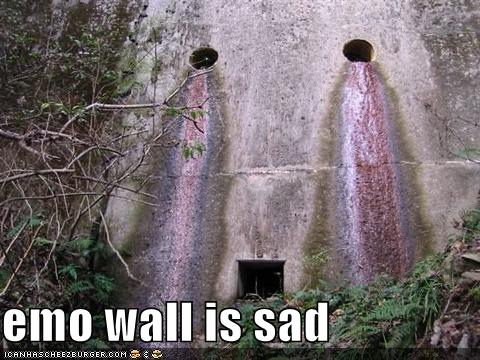 emo wall is sad
ICANHASCHEEZBURGER.COM